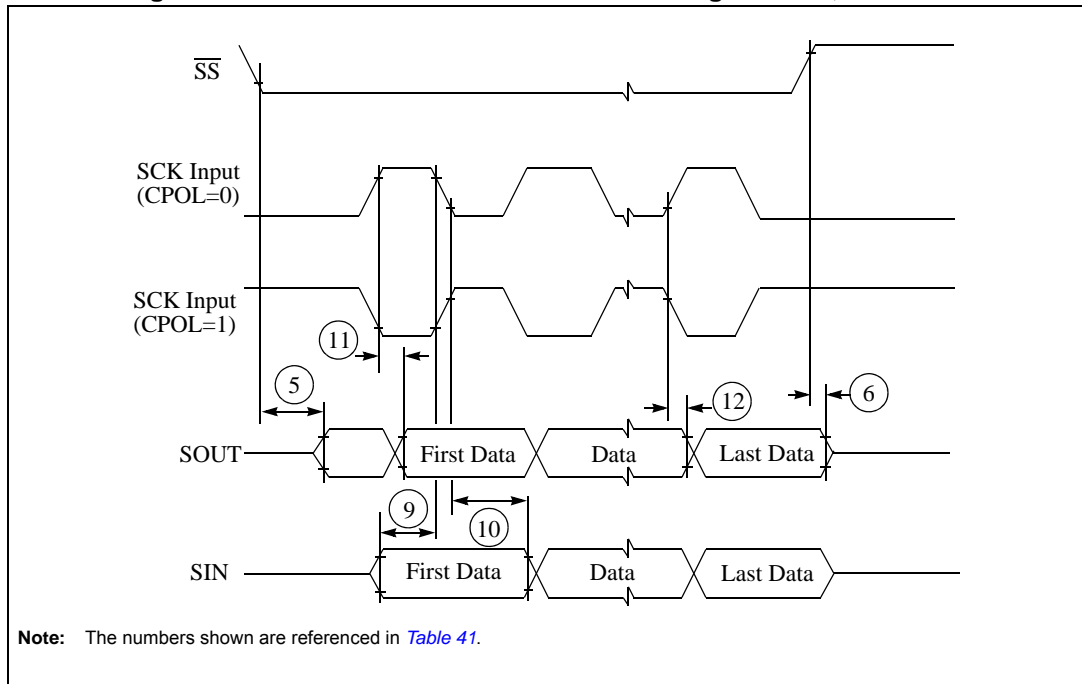 SS
SCK Input
(CPOL=0)
SCK Input
(CPOL=1)
11
5
12
6
SOUT
First Data
Data
Last Data
9
10
SIN
First Data
Data
Last Data
Note: The numbers shown are referenced in Table 41.